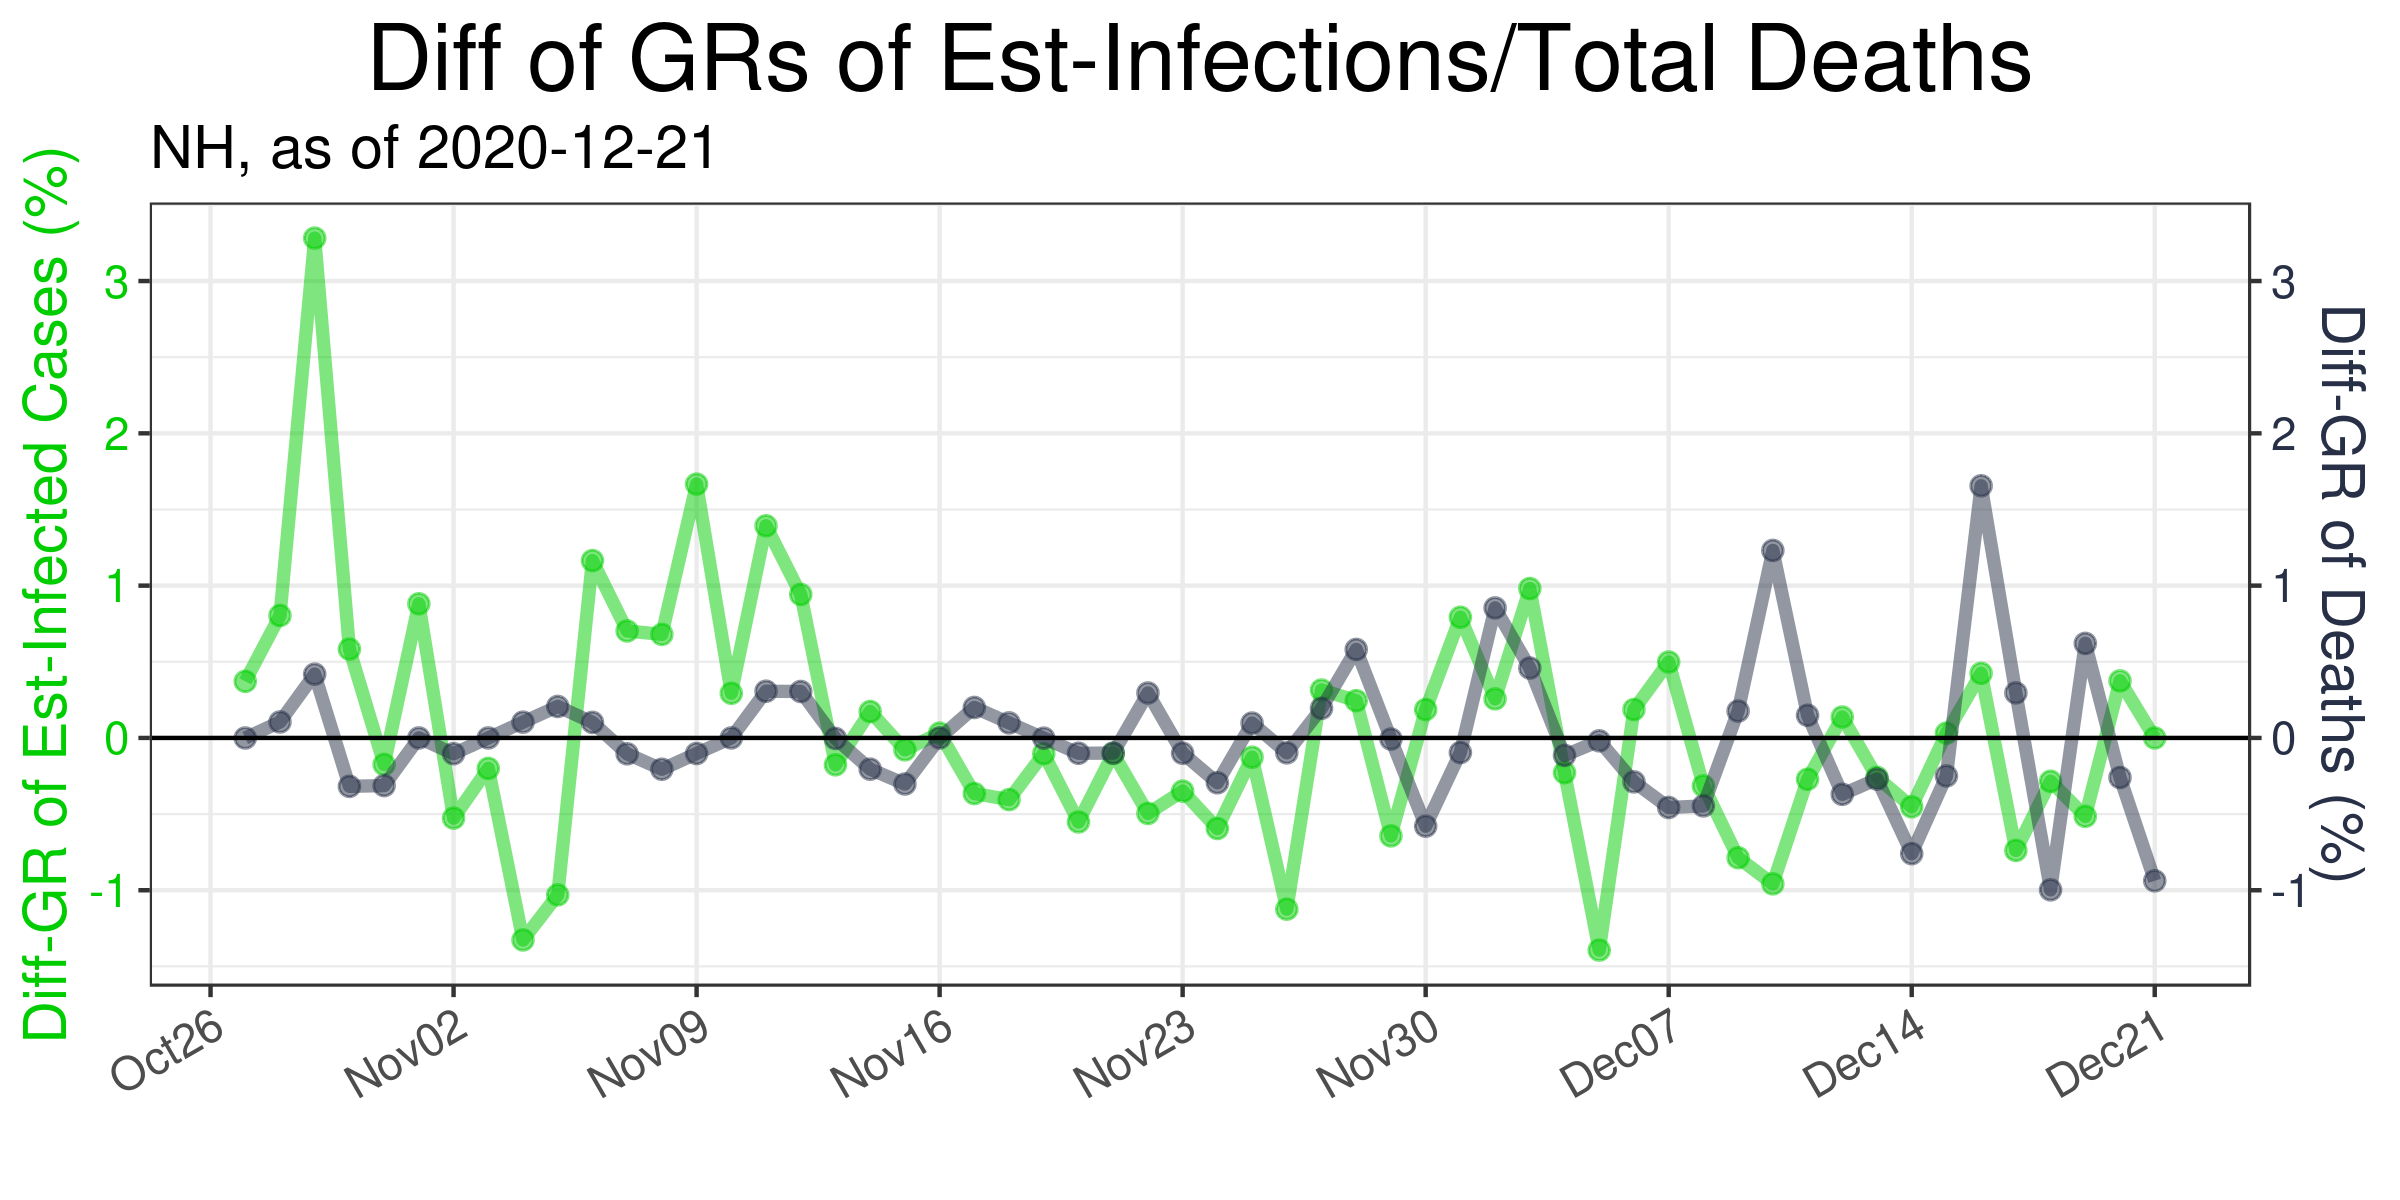 Diff of GRs of Est-Infections/Total Deaths
NH, as of 2020-12-21
Diff-GR of Est-Infected Cases (%)
3
2
1
0
-1
3
2
1
0
-1
Diff-GR of Deaths (%)
Oct26
Nov02
Nov09
Nov16
Nov23
Nov30
Dec07
Dec14
Dec21